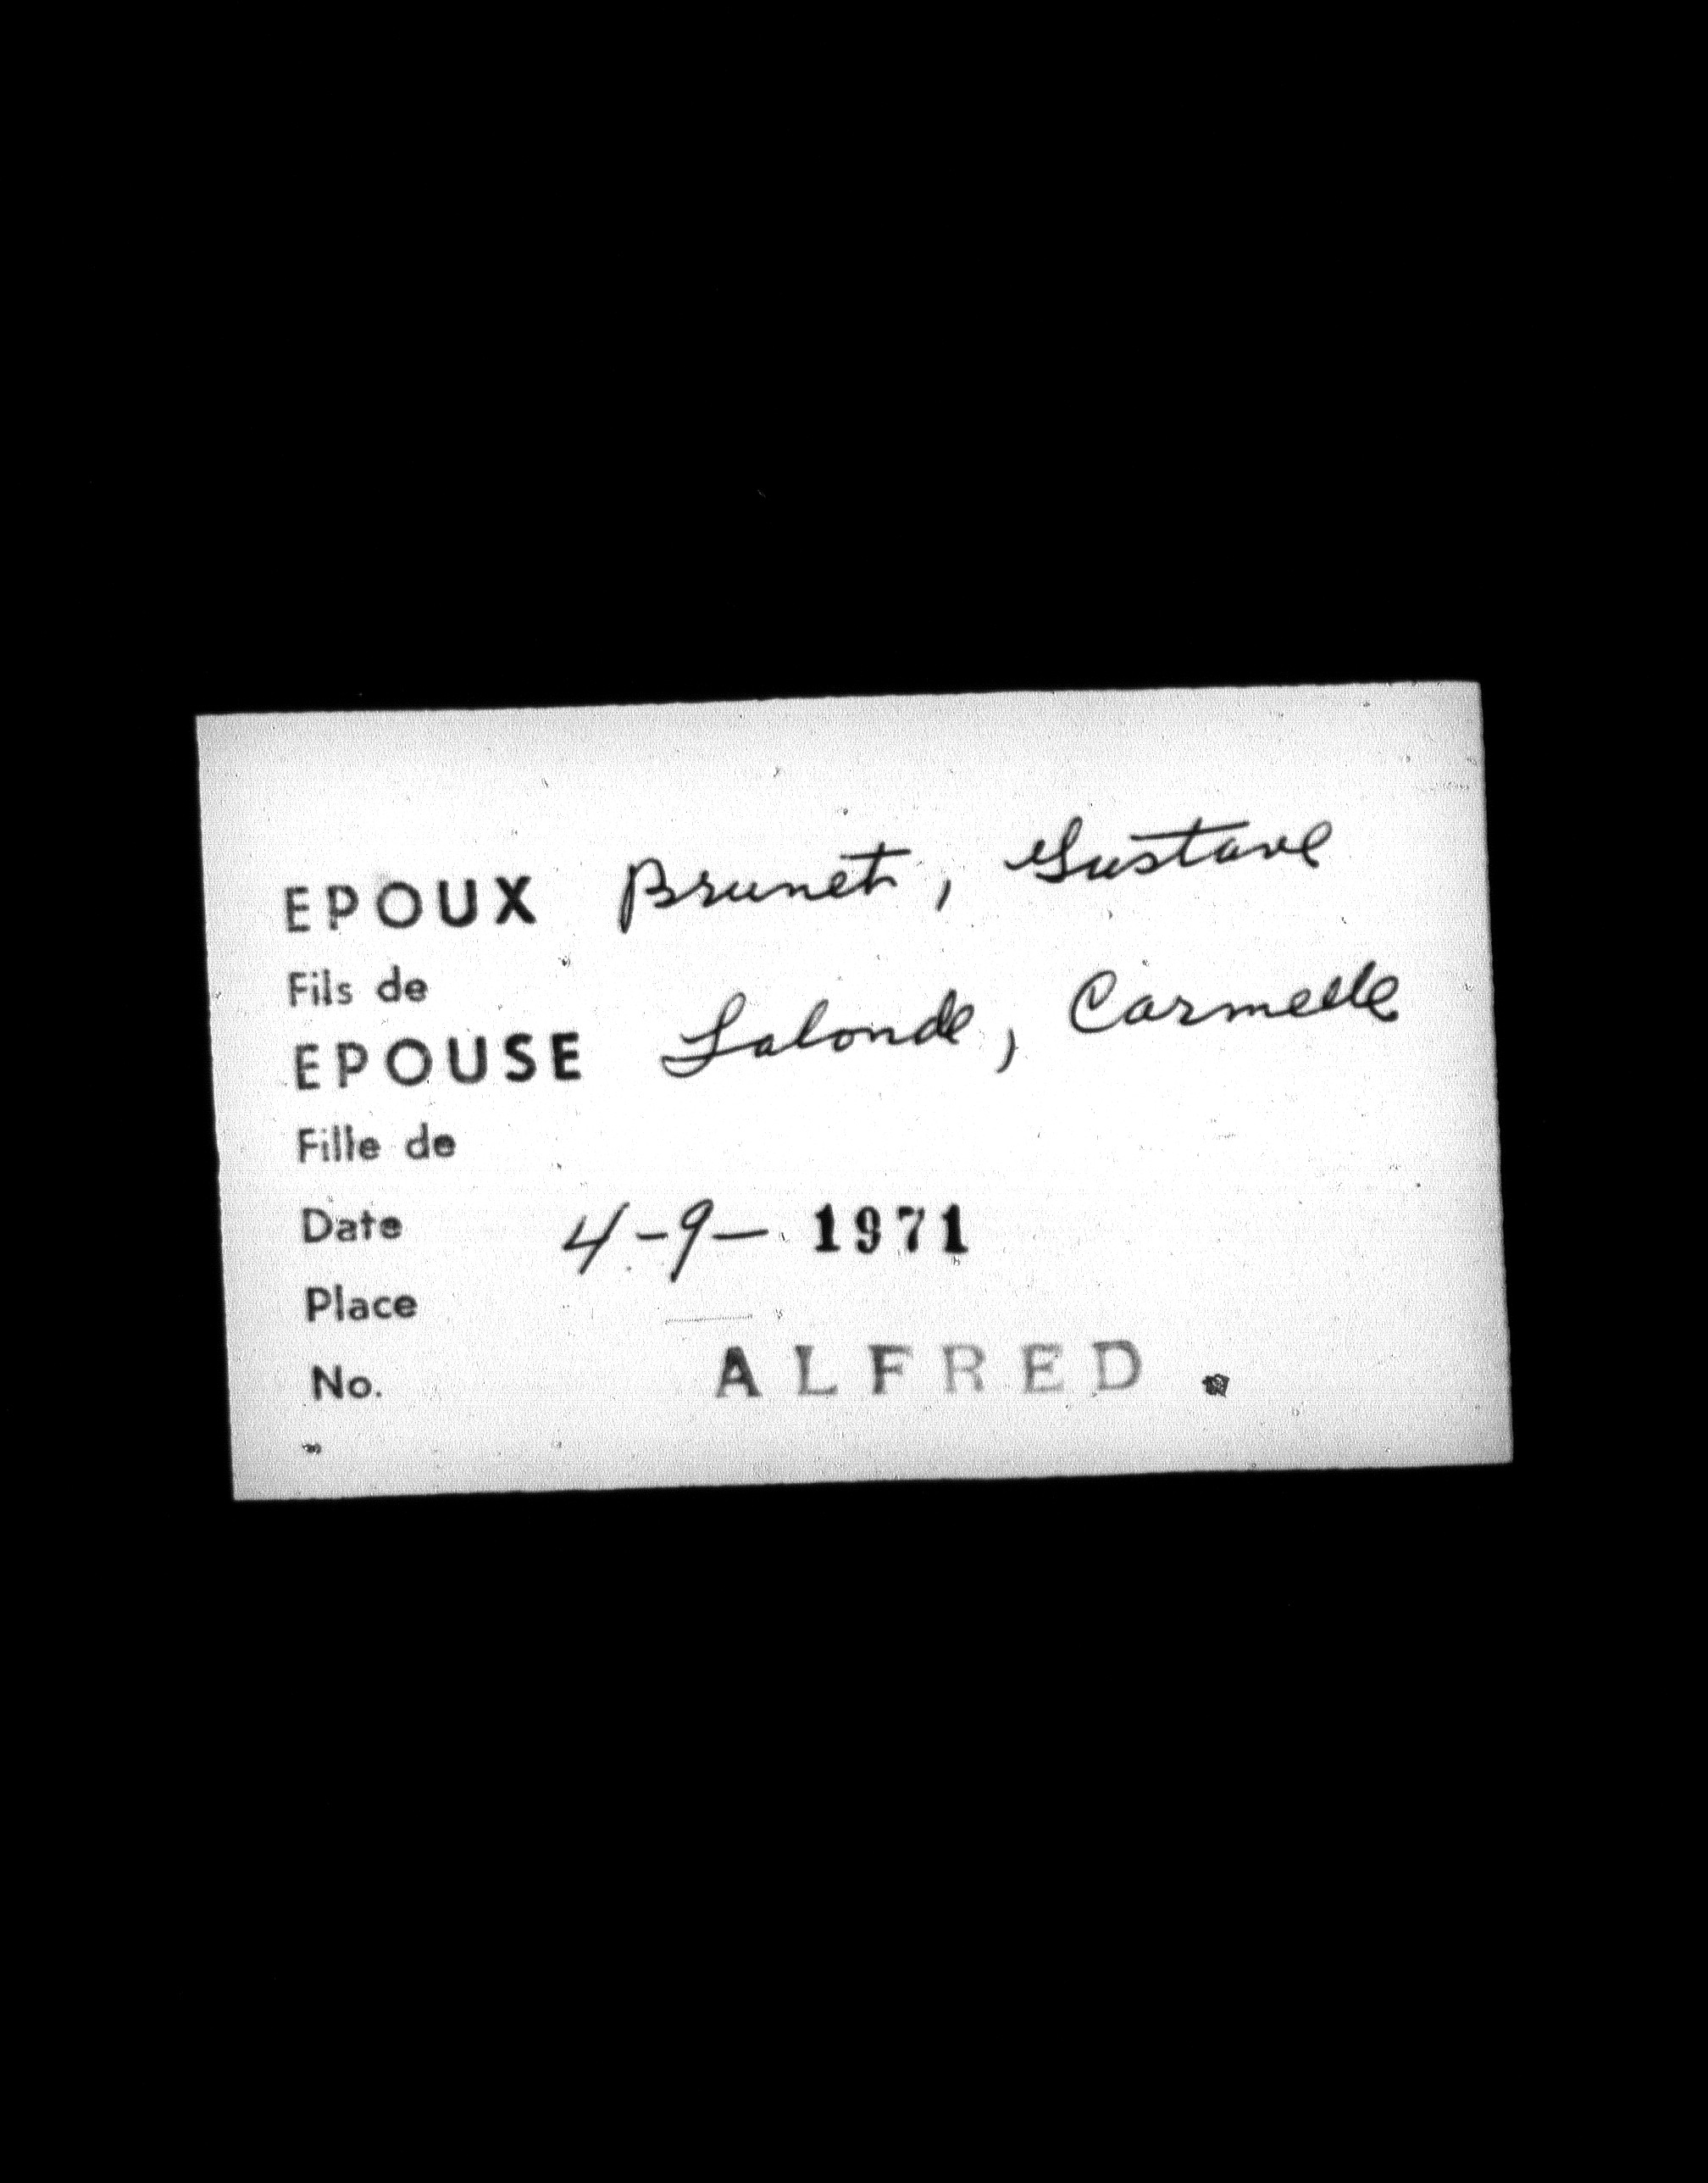 EPOUX Brunet, Gustave
Fils de
EPOUSE Lalonde, Carmelle
Fille de
Date 4-9- 1971
Place
No. ALFRED